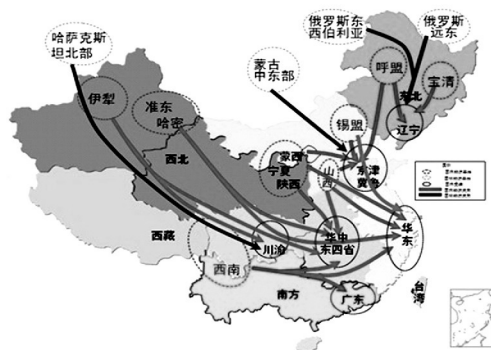 哈萨克斯
坦北部
俄罗斯东
西伯利亚
俄罗斯
远东
蒙古
中东部
呼盟
宝清
东北
辽宁
伊犁
准东
哈密
锡盟
西北
蒙西
宁夏
陕西
山西
京津
冀鲁
西藏
川渝
华中
东四省
华
东
西南
南方
广东
台
湾